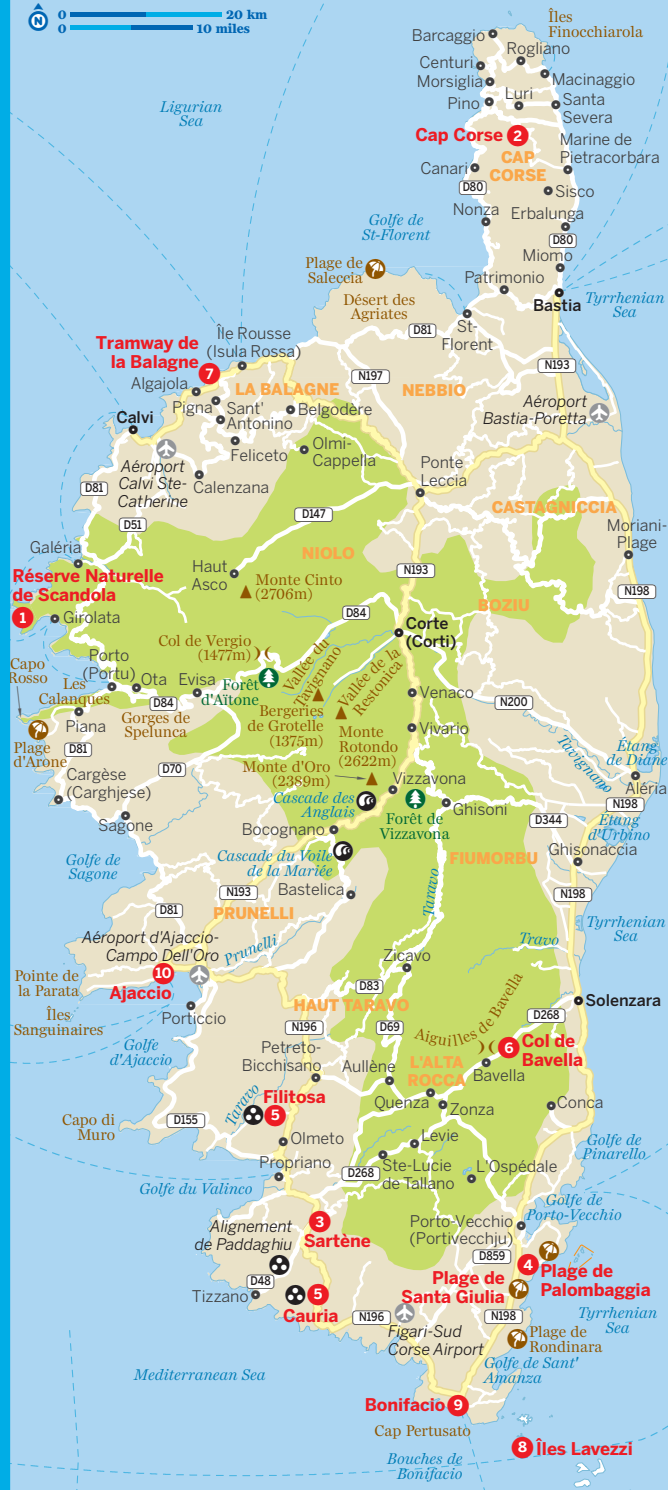 N
0 20 km
0 10 miles
Îles
Finocchiarola
Barcaggio
Rogliano
Centuri
Macinaggio
Morsiglia
Luri
Pino
Santa
Severa
Ligurian
Sea
Cap Corse 2
Marine de
Pietracorbara
CAP
CORSE
Canari
D80
Sisco
Nonza
Erbalunga
Golfe de
St-Florent
D80
Miomo
Plage de
Saleccia
Patrimonio
Bastia
Tyrrhenian
Sea
Désert des
Agriates
St-
Florent
D81
Île Rousse
(Isula Rossa)
Tramway de
la Balagne
7
N193
N197
Algajola
LA BALAGNE
NEBBIO
Pigna
Sant'
Antonino
Belgodère
Aéroport
Bastia-Poretta
Calvi
Feliceto
Olmi-
Cappella
Aéroport
Calvi Ste-
Catherine
Calenzana
Ponte
Leccia
D81
D51
D147
CASTAGNICCIA
Moriani-
Plage
Galéria
NIOLO
Haut
Asco
N193
Réserve Naturelle
de Scandola
1
Monte Cinto
(2706m)
N198
BOZIU
Girolata
D84
Corte
(Corti)
Col de Vergio
(1477m)
Vallée du
Tavignano
Vallée de la
Restonica
Capo
Rosso
Porto
(Portu)
Ota
Evisa
Forêt
d'Aïtone
Les
Calanques
D84
Venaco
N200
Gorges de
Spelunca
Bergeries
de Grotelle
(1375m)
Piana
Vivario
Monte
Rotondo
(2622m)
Plage
d'Arone
D81
Tavignano
Étang
de Diane
D70
Monte d'Oro
(2389m)
Vizzavona
Aléria
Cargèse
(Carghjese)
Cascade des
Anglais
Ghisoni
N198
Sagone
Forêt de
Vizzavona
D344
Étang
d'Urbino
Bocognano
Cascade du Voile
de la Mariée
FIUMORBU
Ghisonaccia
Golfe de
Sagone
Bastelica
N193
Taravo
N198
D81
PRUNELLI
Aéroport d'Ajaccio-
Campo Dell'Oro
Prunelli
Travo
Tyrrhenian
Sea
Zicavo
Pointe de
la Parata
10
Ajaccio
D83
Îles
Sanguinaires
Porticcio
HAUT TARAVO
Aiguilles de Bavella
Solenzara
D268
N196
D69
Golfe
d'Ajaccio
Petreto-
Bicchisano
6 Col de
Bavella
Aullène
L'ALTA
ROCCA
Bavella
Taravo
Filitosa
5
Quenza
Zonza
Conca
Capo di
Muro
D155
Olmeto
Levie
Golfe de
Pinarello
Propriano
D268
Ste-Lucie
de Tallano
L'Ospédale
Golfe du Valinco
Golfe de
Porto-Vecchio
Alignement
de Paddaghiu
3
Sartène
Porto-Vecchio
(Portivecchju)
D859
4 Plage de
Palombaggia
Plage de
Santa Giulia
D48
Tizzano
5
Cauria
N196
N198
Tyrrhenian
Sea
Figari-Sud
Corse Airport
Plage de
Rondinara
Golfe de Sant'
Amanza
Mediterranean Sea
Bonifacio 9
Cap Pertusato
8 Îles Lavezzi
Bouches de
Bonifacio